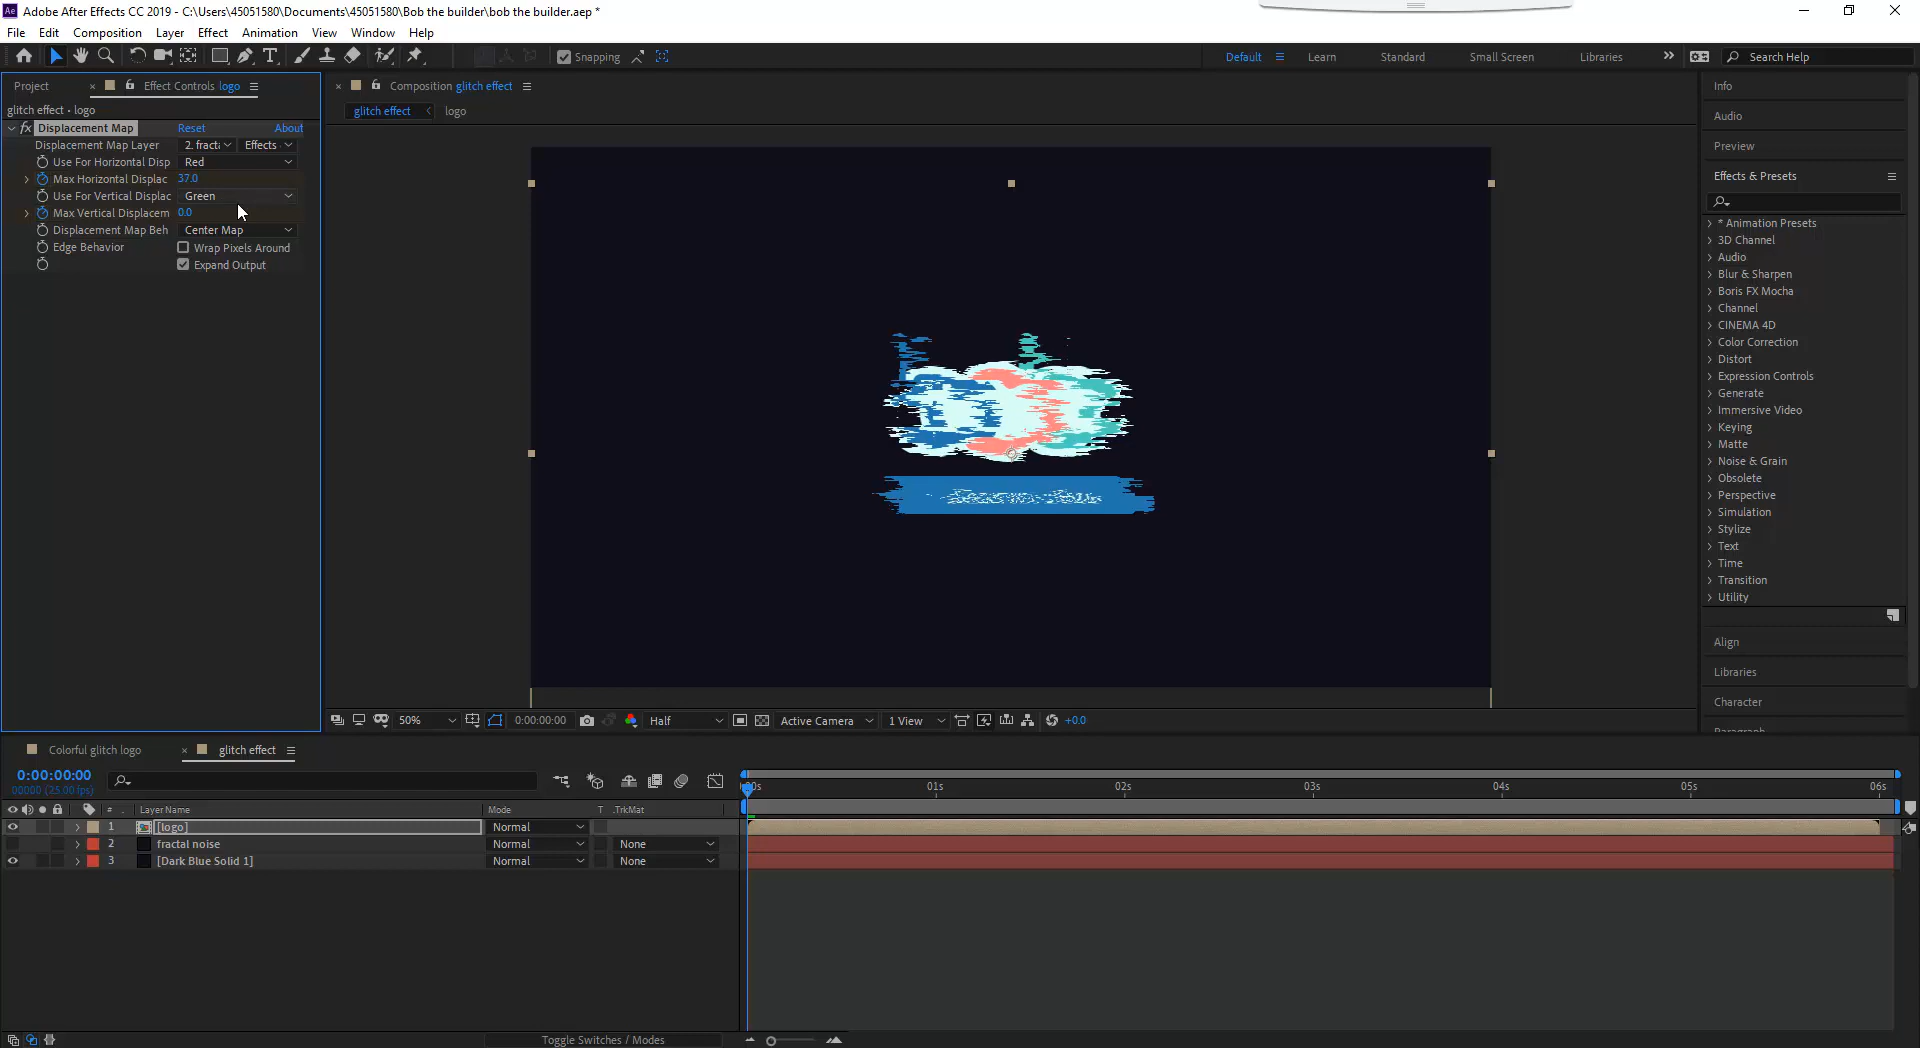 Adobe After Effects CC 2019 - C:\Users\45051580\Documents\45051580\Bob the builder\bob the builder.aep *
File Edit Composition Layer Effect Animation View Window Help
Snapping
Default Learn Standard Small Screen Libraries Search Help
Project Effect Controls logo
glitch effect • logo
fx Displacement Map Reset About
Displacement Map Layer 2. fracta Effects
Use For Horizontal Disp Red
Max Horizontal Displac 37.0
Use For Vertical Displac Green
Max Vertical Displacem 0.0
Displacement Map Beh Center Map
Edge Behavior Wrap Pixels Around
Expand Output
Composition glitch effect
glitch effect logo
50% 0:00:00:00 Half Active Camera 1 View +0.0
Info
Audio
Preview
Effects & Presets
* Animation Presets
3D Channel
Audio
Blur & Sharpen
Boris FX Mocha
Channel
CINEMA 4D
Color Correction
Distort
Expression Controls
Generate
Immersive Video
Keying
Matte
Noise & Grain
Obsolete
Perspective
Simulation
Stylize
Text
Time
Transition
Utility
Align
Libraries
Character
Paragraph
Colorful glitch logo glitch effect
0:00:00:00
00000 (25.00 fps)
01s 02s 03s 04s 05s 06s
# Layer Name Mode T .TrkMat
1 [logo] Normal
2 fractal noise Normal None
3 [Dark Blue Solid 1] Normal None
Toggle Switches / Modes